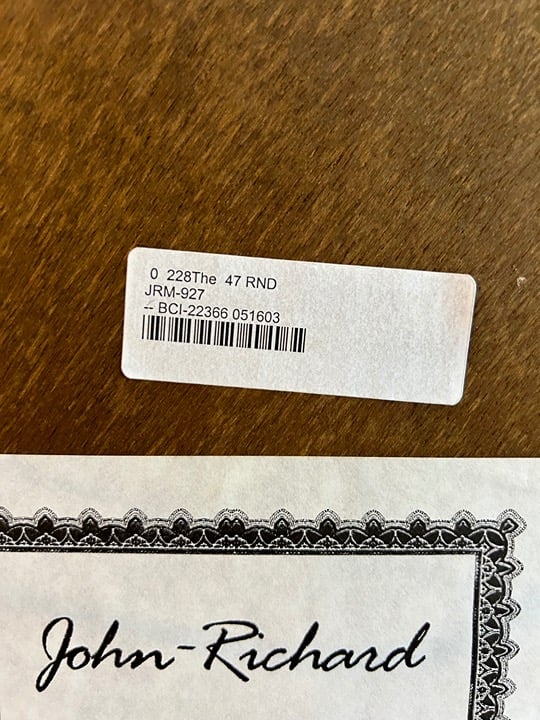 0 228The 47 RND
JRM-927
-- BCI-22366 051603
John-Richard